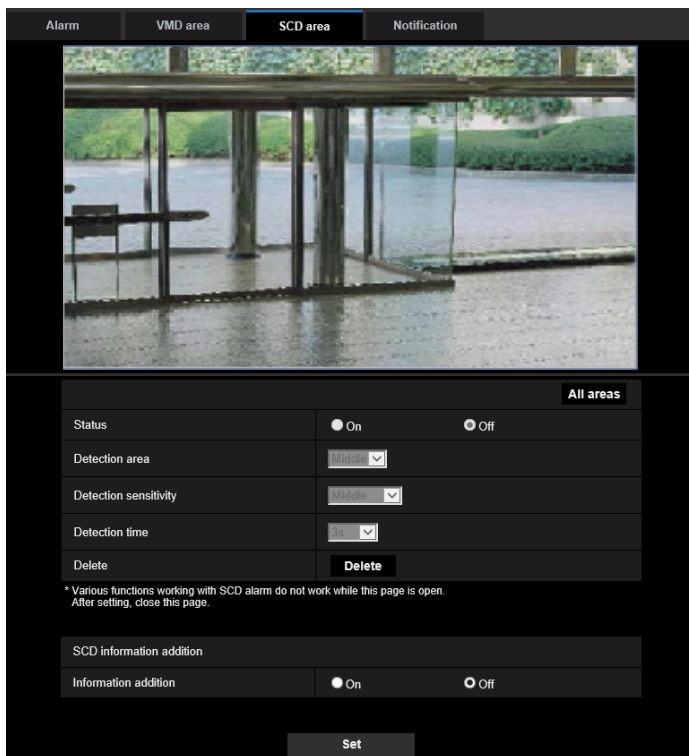 Alarm VMD area SCD area Notification
All areas
Status On Off
Detection area Middle
Detection sensitivity Middle
Detection time 3s
Delete Delete
* Various functions working with SCD alarm do not work while this page is open.
After setting, close this page.
SCD information addition
Information addition On Off
Set